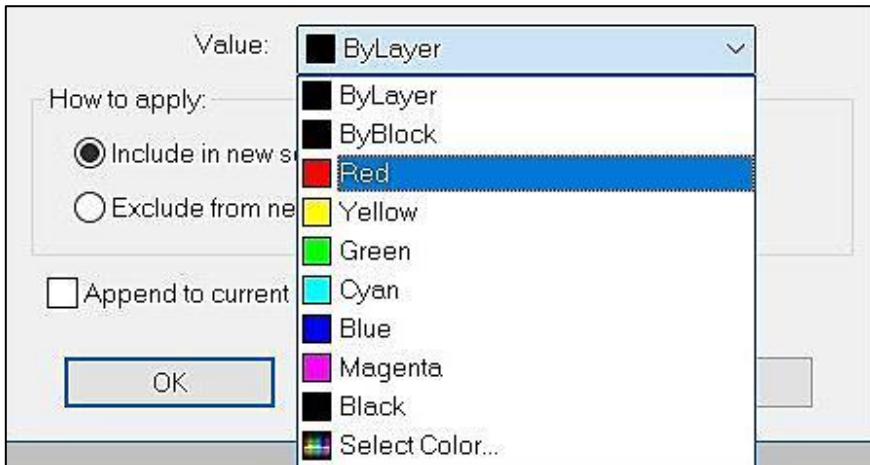 Value: ByLayer
How to apply:
ByLayer
ByBlock
Include in new
Red
Exclude from
Yellow
Green
Append to current
Cyan
Blue
Magenta
OK
Black
Select Color...